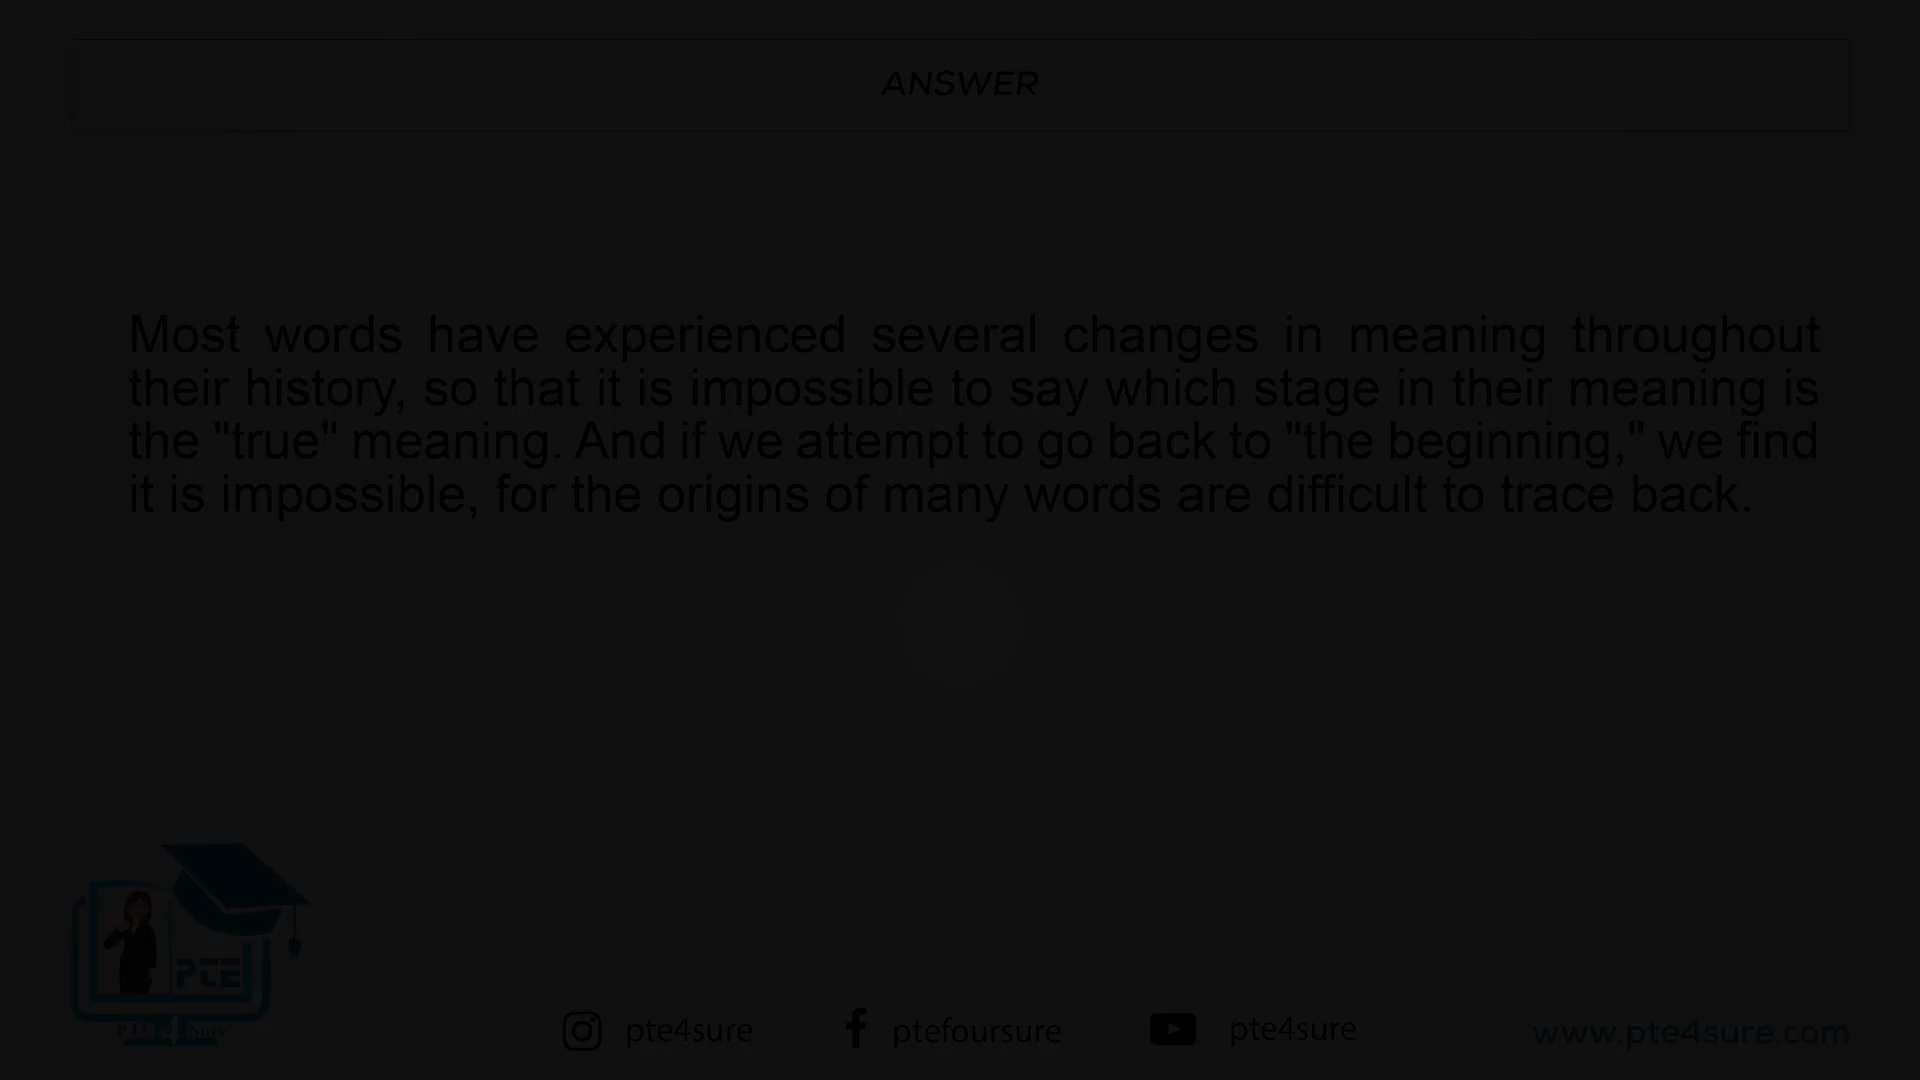 ANSWER
Most words have experienced several changes in meaning throughout
their history, so that it is impossible to say which stage in their meaning is
the "true" meaning. And if we attempt to go back to "the beginning," we find
it is impossible, for the origins of many words are difficult to trace back.
PTE
PTE 4 Sure
pte4sure
ptefoursure
pte4sure
www.pte4sure.com